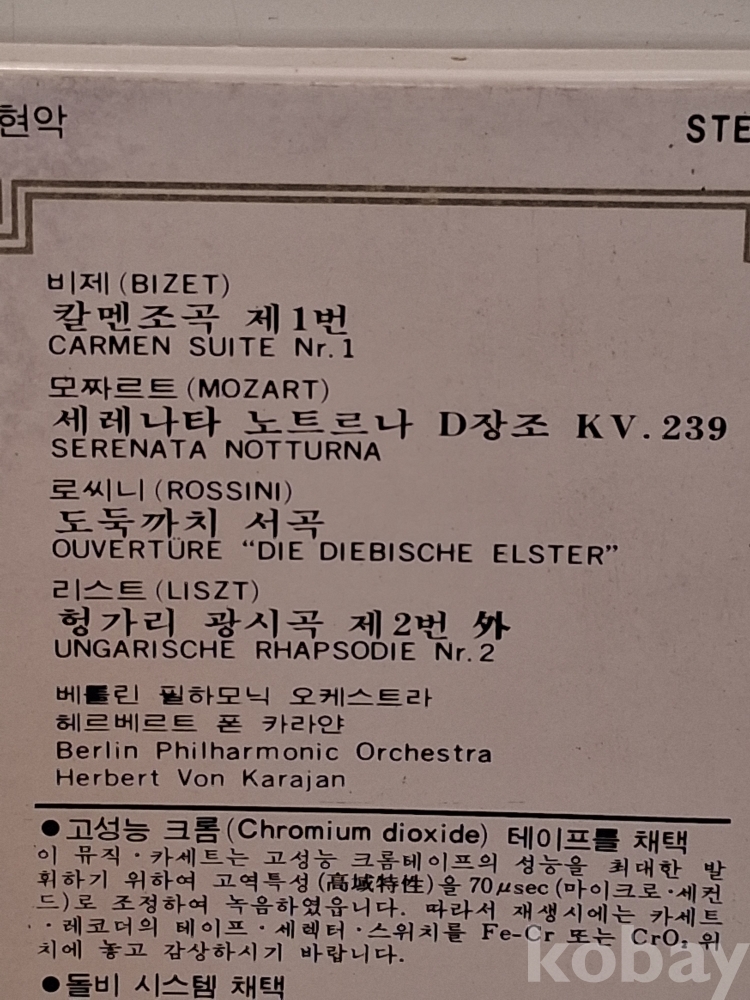 현악
STE
비제 (BIZET)
칼멘조곡 제1번
CARMEN SUITE Nr. 1
모짜르트 (MOZART)
세레나타 노트르나 D장조 KV. 239
SERENATA NOTTURNA
로씨니 (ROSSINI)
도둑까치 서곡
OUVERTÜRE “DIE DIEBISCHE ELSTER”
리스트 (LISZT)
헝가리 광시곡 제2번 外
UNGARISCHE RHAPSODIE Nr. 2
베를린 필하모닉 오케스트라
헤르베르트 폰 카라얀
Berlin Philharmonic Orchestra
Herbert Von Karajan
●고성능 크롬(Chromium dioxide) 테이프를 채택
이 뮤직·카세트는 고성능 크롬테이프의 성능을 최대한 발
휘하기 위하여 고역특성(高域特性)을 70μsec(마이크로·세컨
드)로 조정하여 녹음하였읍니다. 따라서 재생시에는 카세트
·레코더의 테이프·세렉터·스위치를 Fe-Cr 또는 CrO₂ 위
치에 놓고 감상하시기 바랍니다.
●돌비 시스템 채택
kobay